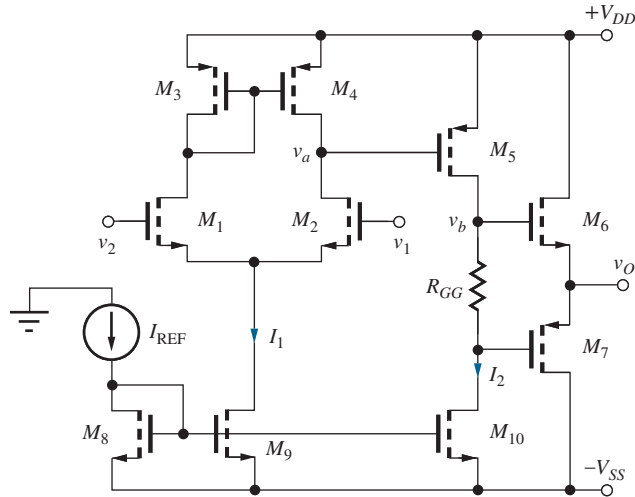 +V_DD
M_3
M_4
v_a
M_5
M_1
M_2
v_b
M_6
v_2
v_1
v_O
R_GG
I_REF
I_1
I_2
M_7
M_8
M_9
M_10
−V_SS